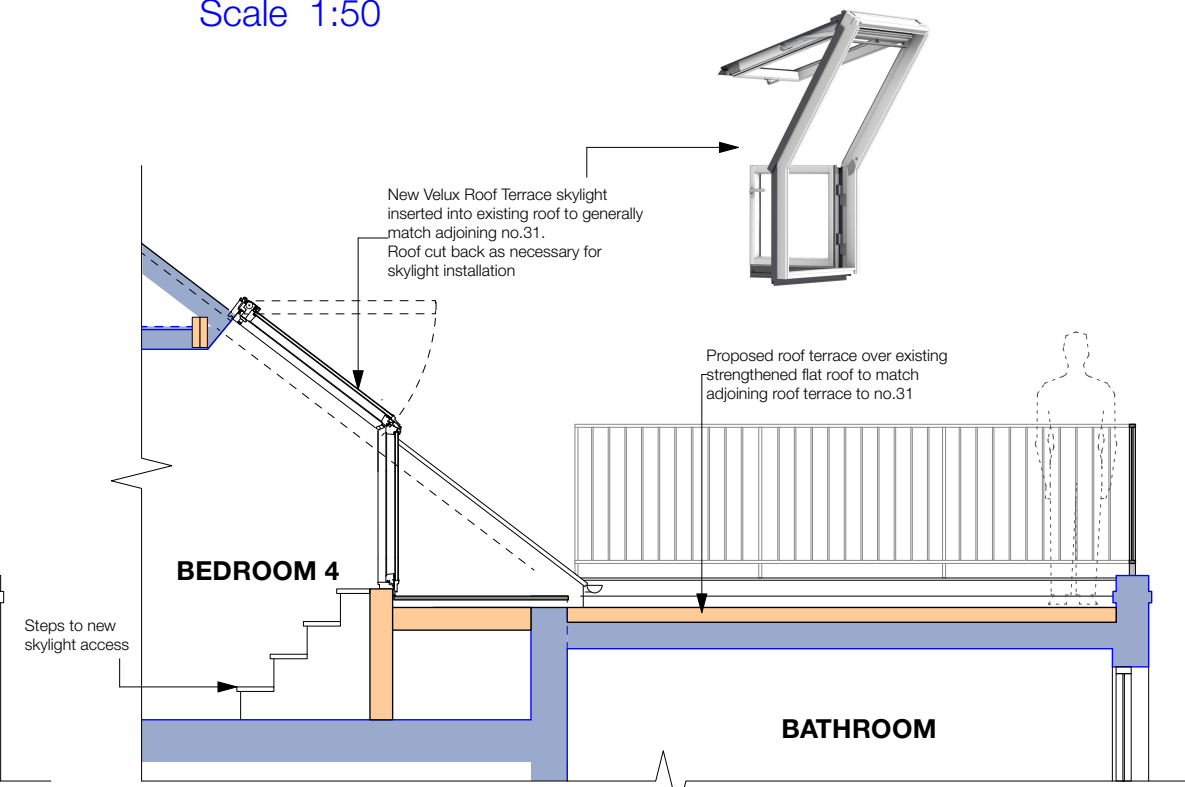 Scale 1:50
New Velux Roof Terrace skylight
inserted into existing roof to generally
match adjoining no.31.
Roof cut back as necessary for
skylight installation
Proposed roof terrace over existing
strengthened flat roof to match
adjoining roof terrace to no.31
BEDROOM 4
Steps to new
skylight access
BATHROOM